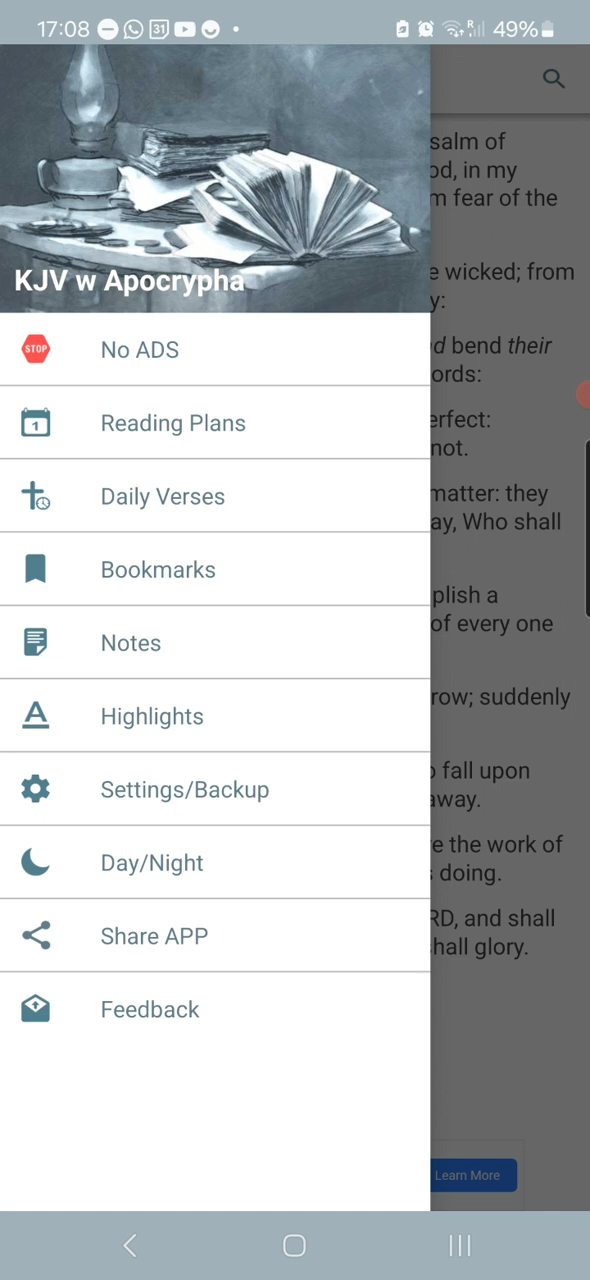 17:08
31
R
49%
salm of
od, in my
m fear of the
e wicked; from
y:
d bend their
ords:
erfect:
not.
matter: they
ay, Who shall
plish a
of every one
row; suddenly
fall upon
away.
e the work of
doing.
RD, and shall
hall glory.
Learn More
KJV w Apocrypha
STOP
No ADS
1
Reading Plans
Daily Verses
Bookmarks
Notes
A
Highlights
Settings/Backup
Day/Night
Share APP
Feedback